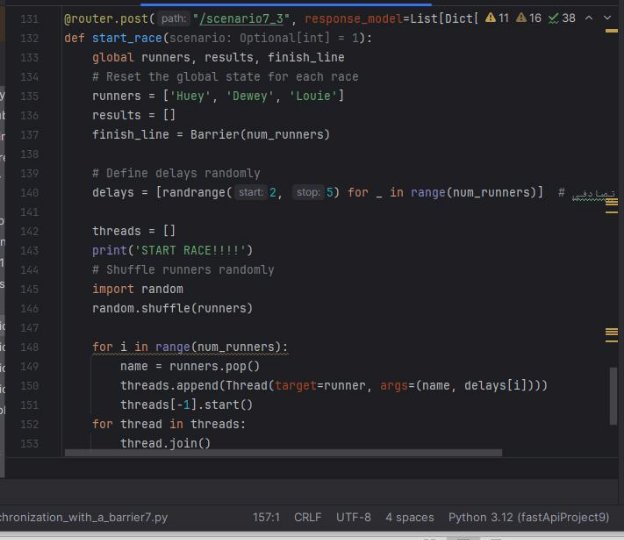 131 @router.post( path: "/scenario7_3", response_model=List[Dict[ 11 16 38
132 def start_race(scenario: Optional[int] = 1):
133 global runners, results, finish_line
134 # Reset the global state for each race
135 runners = ['Huey', 'Dewey', 'Louie']
136 results = []
137 finish_line = Barrier(num_runners)
138
139 # Define delays randomly
140 delays = [randrange( start: 2, stop: 5) for _ in range(num_runners)] # تصادفی
141
142 threads = []
143 print('START RACE!!!!')
144 # Shuffle runners randomly
145 import random
146 random.shuffle(runners)
147
148 for i in range(num_runners):
149 name = runners.pop()
150 threads.append(Thread(target=runner, args=(name, delays[i])))
151 threads[-1].start()
152 for thread in threads:
153 thread.join()
chronization_with_a_barrier7.py 157:1 CRLF UTF-8 4 spaces Python 3.12 (fastApiProject9)